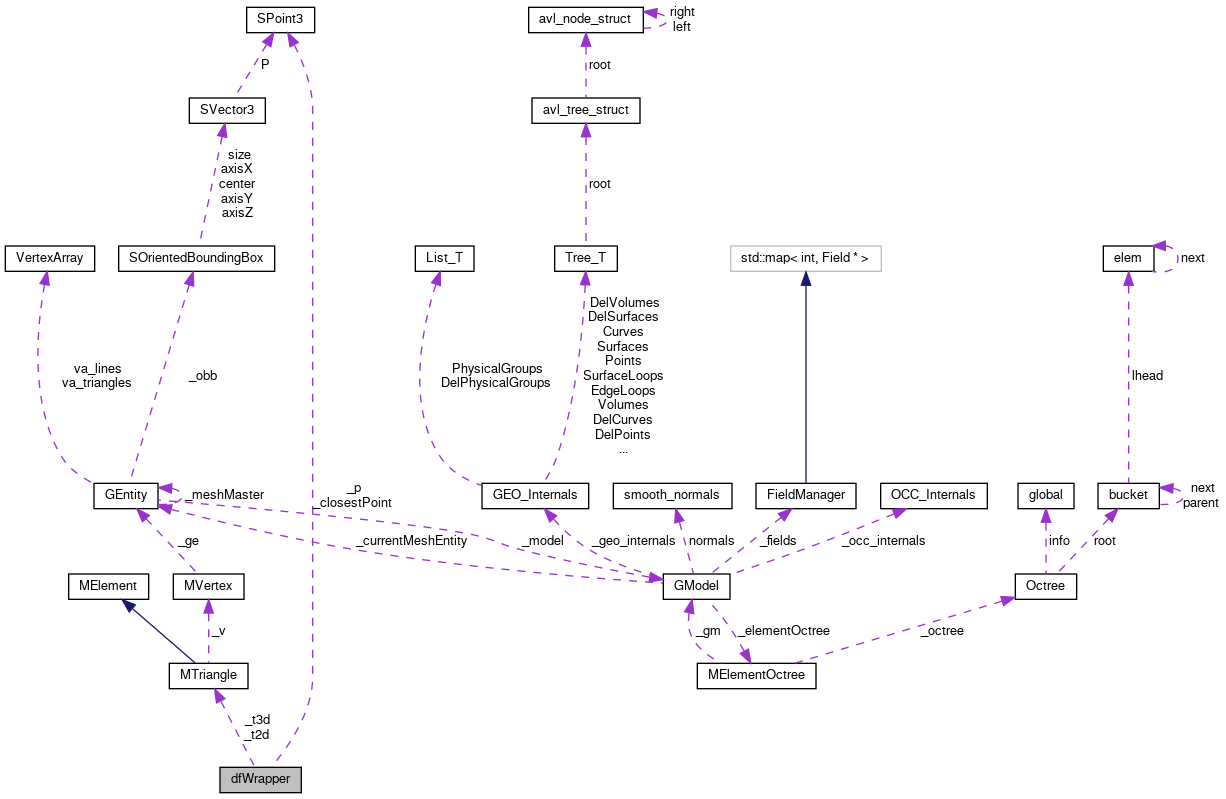 SPoint3
avl_node_struct
right
left
P
root
SVector3
avl_tree_struct
size
axisX
center
axisY
axisZ
root
VertexArray
SOrientedBoundingBox
List_T
Tree_T
std::map< int, Field * >
elem
next
va_lines
va_triangles
_obb
PhysicalGroups
DelPhysicalGroups
DelVolumes
DelSurfaces
Curves
Surfaces
Points
SurfaceLoops
EdgeLoops
Volumes
DelCurves
DelPoints
...
lhead
GEntity
_meshMaster
_p
_closestPoint
GEO_Internals
smooth_normals
FieldManager
OCC_Internals
global
bucket
next
parent
_ge
_currentMeshEntity
_model
_geo_internals
normals
_fields
_occ_internals
info
root
MElement
MVertex
GModel
Octree
_v
_gm
_elementOctree
_octree
MTriangle
MElementOctree
_t3d
_t2d
dfWrapper